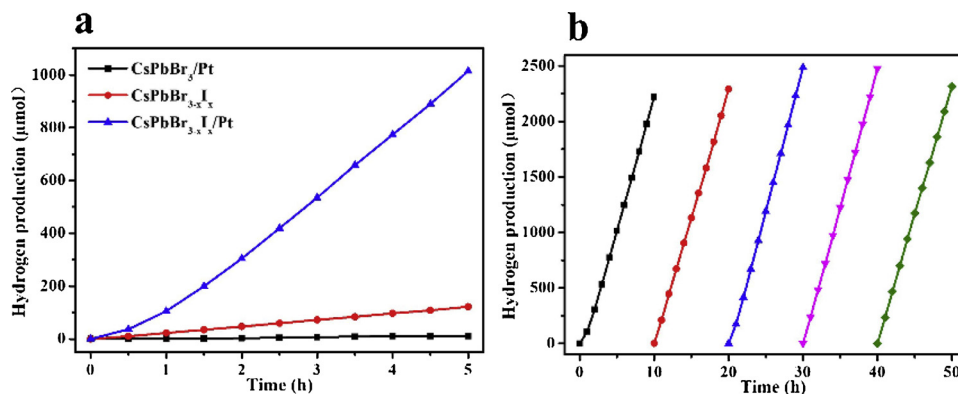 a
Hydrogen production (μmol)
1000
800
600
400
200
0
CsPbBr5/Pt
CsPbBr3-xIx
CsPbBr3-xIx/Pt
0 1 2 3 4 5
Time (h)
b
Hydrogen production (μmol)
2500
2000
1500
1000
500
0
0 10 20 30 40 50
Time (h)